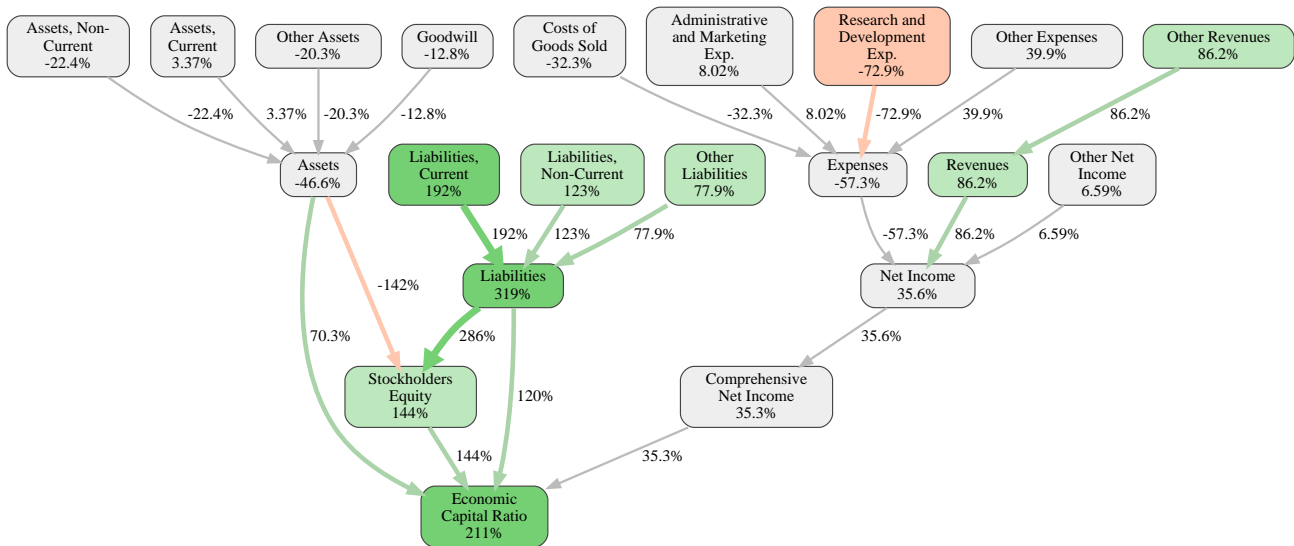 Assets, Non-
Current
-22.4%
Assets,
Current
3.37%
Other Assets
-20.3%
Goodwill
-12.8%
Costs of
Goods Sold
-32.3%
Administrative
and Marketing
Exp.
8.02%
Research and
Development
Exp.
-72.9%
Other Expenses
39.9%
Other Revenues
86.2%
-22.4%
3.37%
-20.3%
-12.8%
-32.3%
8.02%
-72.9%
39.9%
86.2%
Assets
-46.6%
Liabilities,
Current
192%
Liabilities,
Non-Current
123%
Other
Liabilities
77.9%
Expenses
-57.3%
Revenues
86.2%
Other Net
Income
6.59%
192%
123%
77.9%
-57.3%
86.2%
6.59%
Liabilities
319%
Net Income
35.6%
-142%
70.3%
286%
35.6%
Stockholders
Equity
144%
120%
Comprehensive
Net Income
35.3%
144%
35.3%
Economic
Capital Ratio
211%